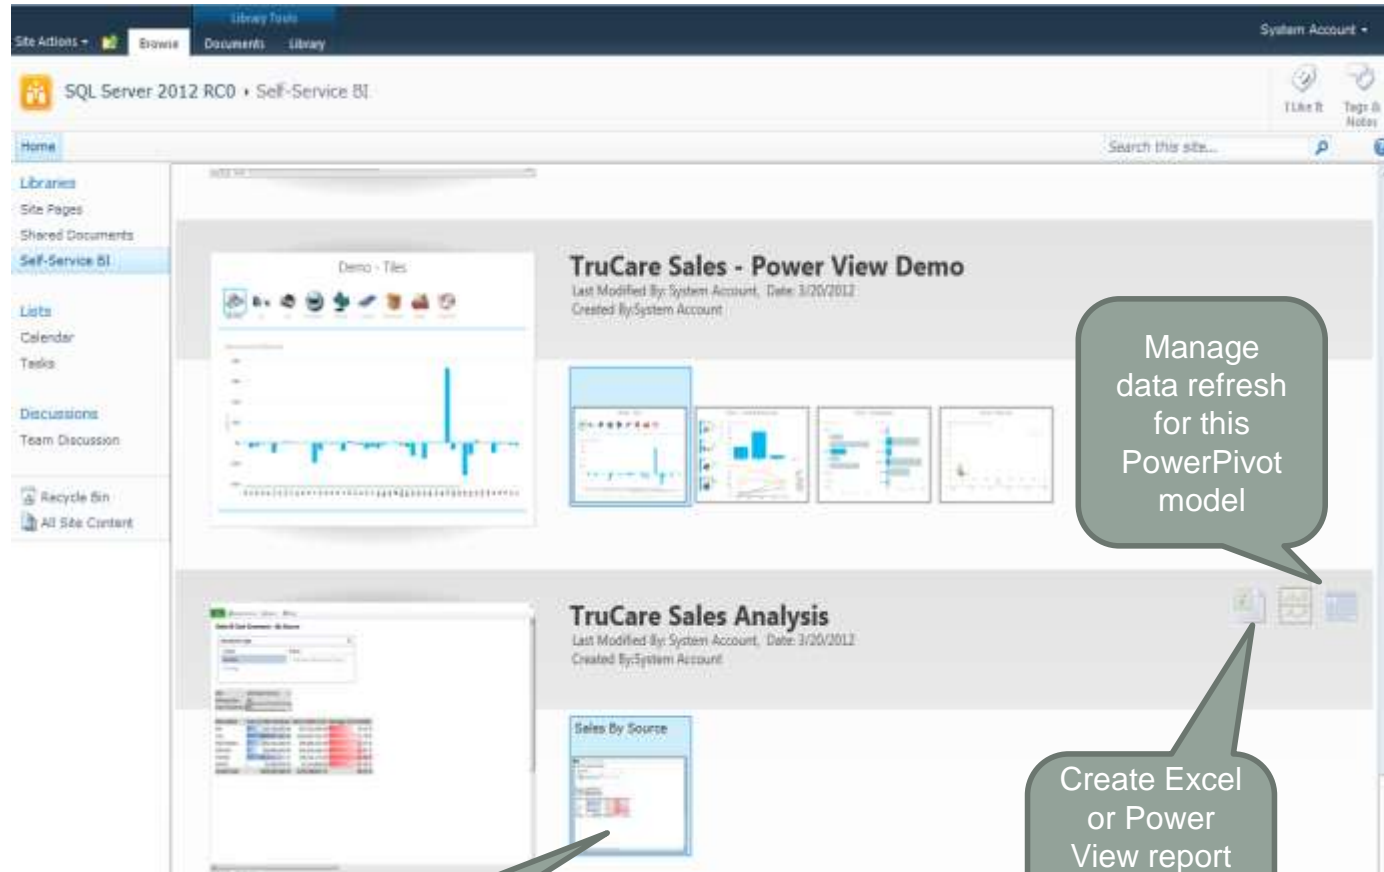 Library Tools
Site Actions
Browse
Documents
Library
System Account
SQL Server 2012 RC0 › Self-Service BI
I Like It
Tags &
Notes
Home
Search this site...
Libraries
Site Pages
Shared Documents
Self-Service BI
Lists
Calendar
Tasks
Discussions
Team Discussion
Recycle Bin
All Site Content
Demo - Tiles
TruCare Sales - Power View Demo
Last Modified By: System Account, Date: 3/20/2012
Created By:System Account
Manage
data refresh
for this
PowerPivot
model
TruCare Sales Analysis
Last Modified By: System Account, Date: 3/20/2012
Created By:System Account
Sales By Source
Create Excel
or Power
View report